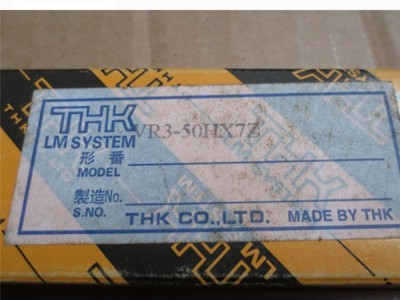 THK VR3-50HX7Z
LM SYSTEM
形番
MODEL
製造No.
S.NO.
THK CO.,LTD. MADE BY THK